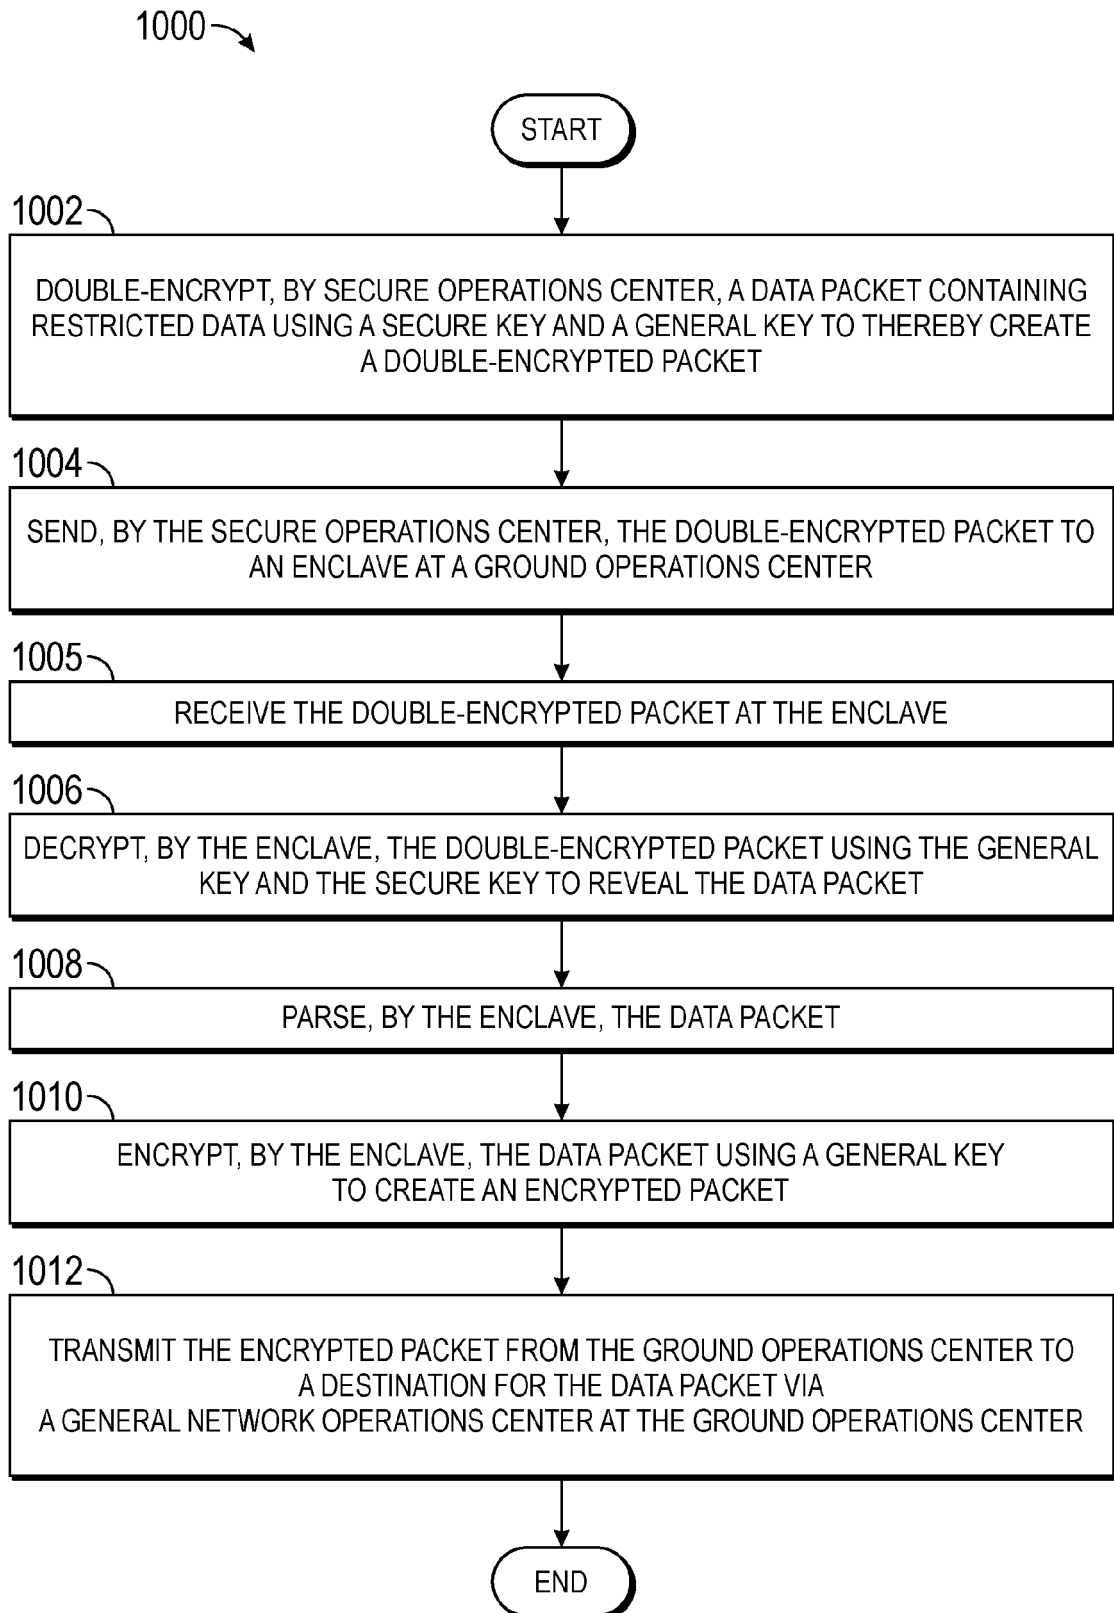 1000
START
1002
DOUBLE-ENCRYPT, BY SECURE OPERATIONS CENTER, A DATA PACKET CONTAINING
RESTRICTED DATA USING A SECURE KEY AND A GENERAL KEY TO THEREBY CREATE
A DOUBLE-ENCRYPTED PACKET
1004
SEND, BY THE SECURE OPERATIONS CENTER, THE DOUBLE-ENCRYPTED PACKET TO
AN ENCLAVE AT A GROUND OPERATIONS CENTER
1005
RECEIVE THE DOUBLE-ENCRYPTED PACKET AT THE ENCLAVE
1006
DECRYPT, BY THE ENCLAVE, THE DOUBLE-ENCRYPTED PACKET USING THE GENERAL
KEY AND THE SECURE KEY TO REVEAL THE DATA PACKET
1008
PARSE, BY THE ENCLAVE, THE DATA PACKET
1010
ENCRYPT, BY THE ENCLAVE, THE DATA PACKET USING A GENERAL KEY
TO CREATE AN ENCRYPTED PACKET
1012
TRANSMIT THE ENCRYPTED PACKET FROM THE GROUND OPERATIONS CENTER TO
A DESTINATION FOR THE DATA PACKET VIA
A GENERAL NETWORK OPERATIONS CENTER AT THE GROUND OPERATIONS CENTER
END